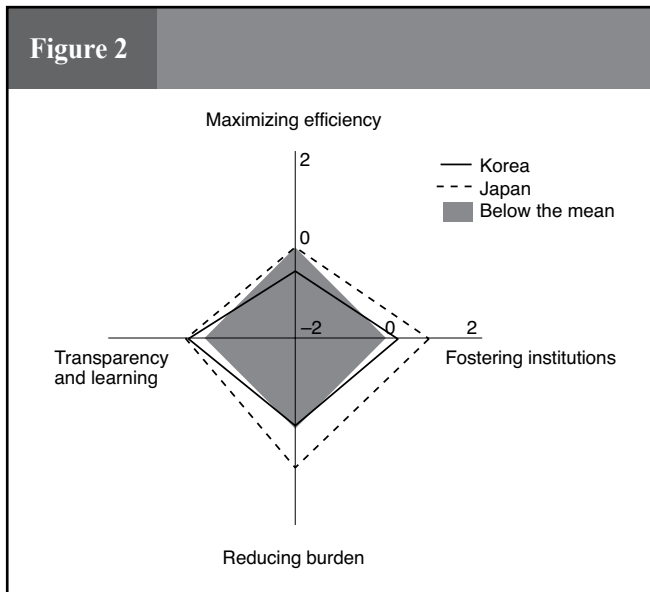 Figure 2
Maximizing efficiency
2
Korea
Japan
Below the mean
0
–2
0
2
Transparency
and learning
Fostering institutions
Reducing burden